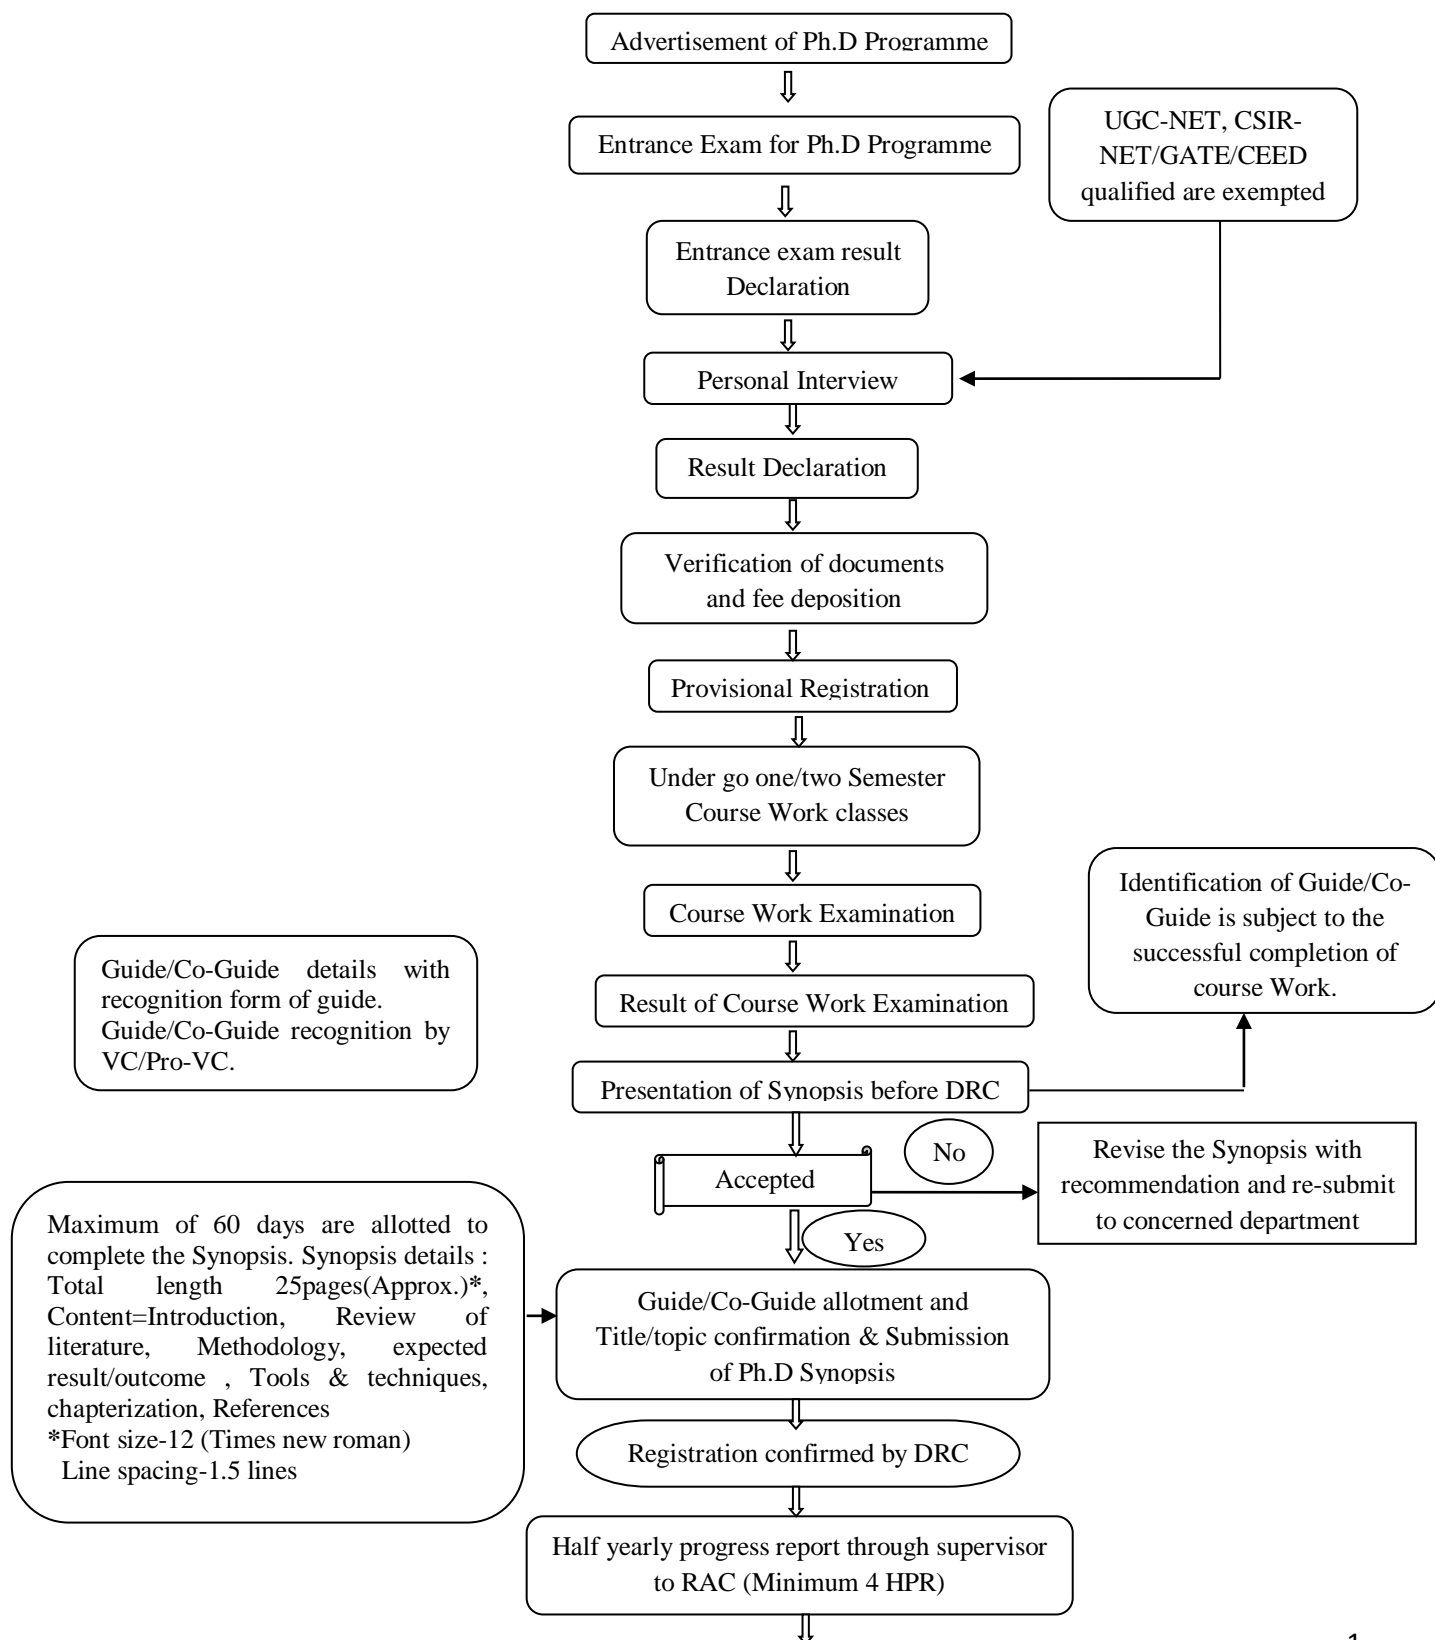 Advertisement of Ph.D Programme
Entrance Exam for Ph.D Programme
UGC-NET, CSIR-
NET/GATE/CEED
qualified are exempted
Entrance exam result
Declaration
Personal Interview
Result Declaration
Verification of documents
and fee deposition
Provisional Registration
Under go one/two Semester
Course Work classes
Course Work Examination
Identification of Guide/Co-
Guide is subject to the
successful completion of
course Work.
Guide/Co-Guide details with
recognition form of guide.
Guide/Co-Guide recognition by
VC/Pro-VC.
Result of Course Work Examination
Presentation of Synopsis before DRC
Accepted
No
Revise the Synopsis with
recommendation and re-submit
to concerned department
Yes
Maximum of 60 days are allotted to
complete the Synopsis. Synopsis details :
Total length 25pages(Approx.)*,
Content=Introduction, Review of
literature, Methodology, expected
result/outcome , Tools & techniques,
chapterization, References
*Font size-12 (Times new roman)
Line spacing-1.5 lines
Guide/Co-Guide allotment and
Title/topic confirmation & Submission
of Ph.D Synopsis
Registration confirmed by DRC
Half yearly progress report through supervisor
to RAC (Minimum 4 HPR)
1